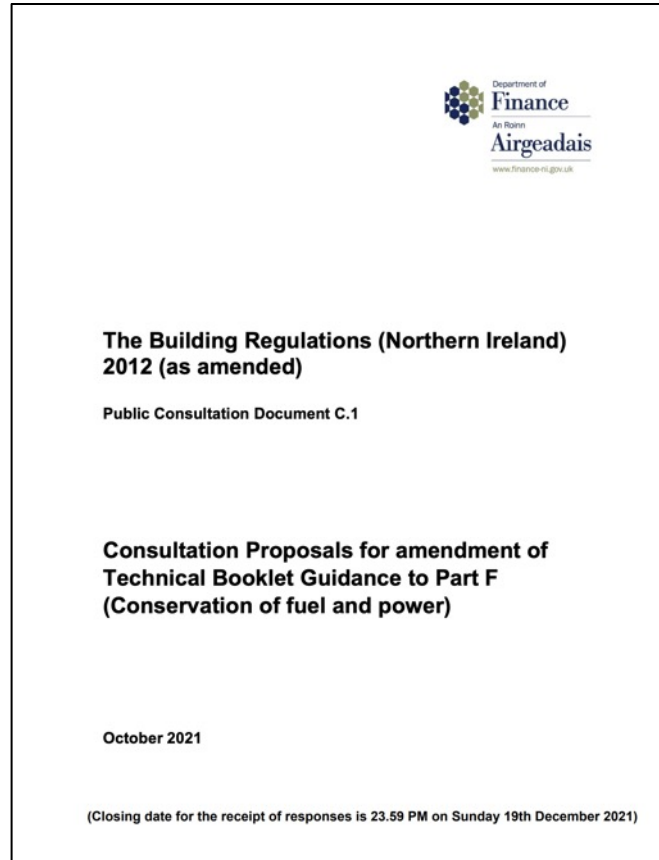 Department of
Finance
An Roinn
Airgeadais
www.finance-ni.gov.uk
The Building Regulations (Northern Ireland)
2012 (as amended)
Public Consultation Document C.1
Consultation Proposals for amendment of
Technical Booklet Guidance to Part F
(Conservation of fuel and power)
October 2021
(Closing date for the receipt of responses is 23.59 PM on Sunday 19th December 2021)